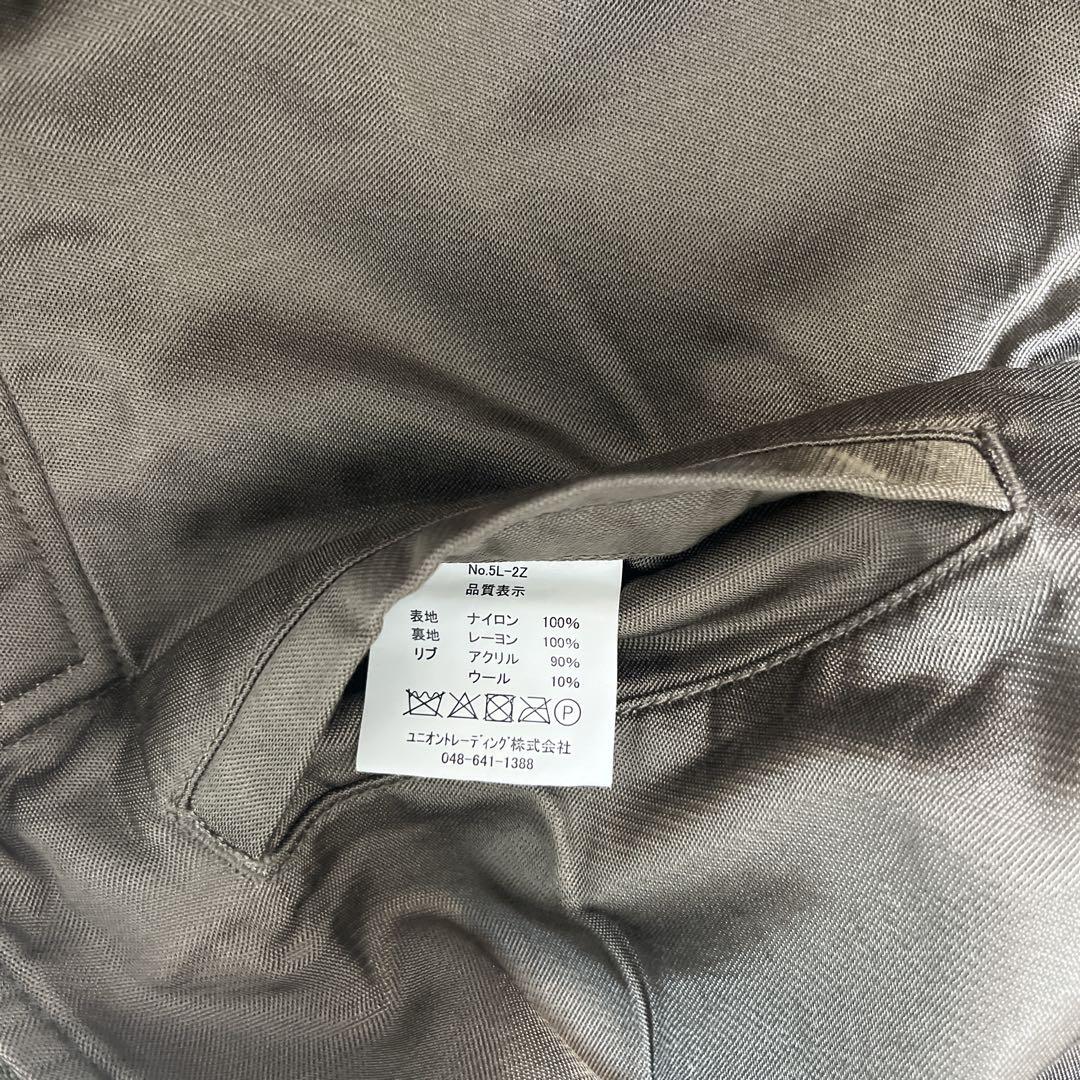 No.5L-2Z
品質表示
表地 ナイロン 100%
裏地 レーヨン 100%
リブ アクリル 90%
ウール 10%
P
ユニオントレーディング株式会社
048-641-1388